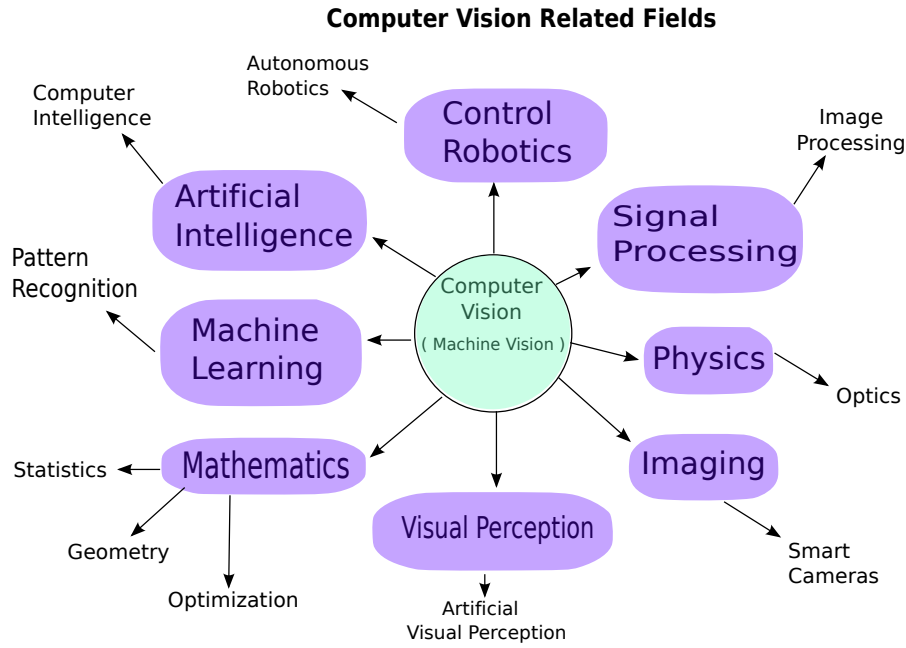 Computer Vision Related Fields
Autonomous
Robotics
Computer
Intelligence
Control
Robotics
Image
Processing
Artificial
Intelligence
Signal
Processing
Pattern
Recognition
Computer
Vision
( Machine Vision )
Machine
Learning
Physics
Optics
Mathematics
Imaging
Statistics
Visual Perception
Geometry
Smart
Cameras
Optimization
Artificial
Visual Perception